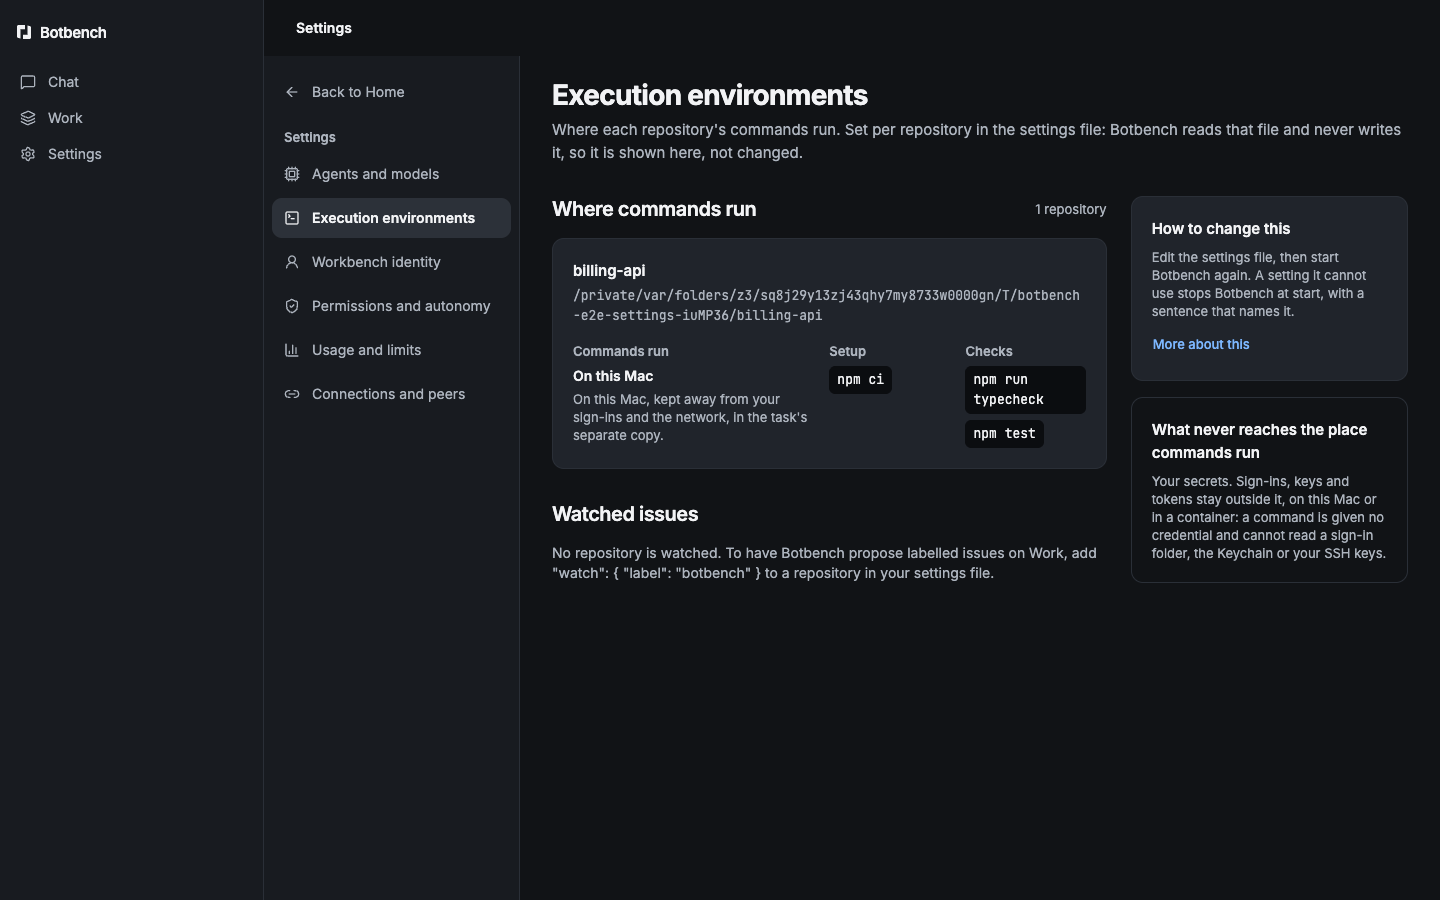 Botbench
Chat
Work
Settings
Settings
Back to Home
Settings
Agents and models
Execution environments
Workbench identity
Permissions and autonomy
Usage and limits
Connections and peers
Execution environments
Where each repository's commands run. Set per repository in the settings file: Botbench reads that file and never writes
it, so it is shown here, not changed.
Where commands run
1 repository
billing-api
/private/var/folders/z3/sq8j29y13zj43qhy7my8733w0000gn/T/botbench
-e2e-settings-iuMP36/billing-api
Commands run
On this Mac
On this Mac, kept away from your
sign-ins and the network, in the task's
separate copy.
Setup
npm ci
Checks
npm run
typecheck
npm test
Watched issues
No repository is watched. To have Botbench propose labelled issues on Work, add
"watch": { "label": "botbench" } to a repository in your settings file.
How to change this
Edit the settings file, then start
Botbench again. A setting it cannot
use stops Botbench at start, with a
sentence that names it.
More about this
What never reaches the place
commands run
Your secrets. Sign-ins, keys and
tokens stay outside it, on this Mac or
in a container: a command is given no
credential and cannot read a sign-in
folder, the Keychain or your SSH keys.